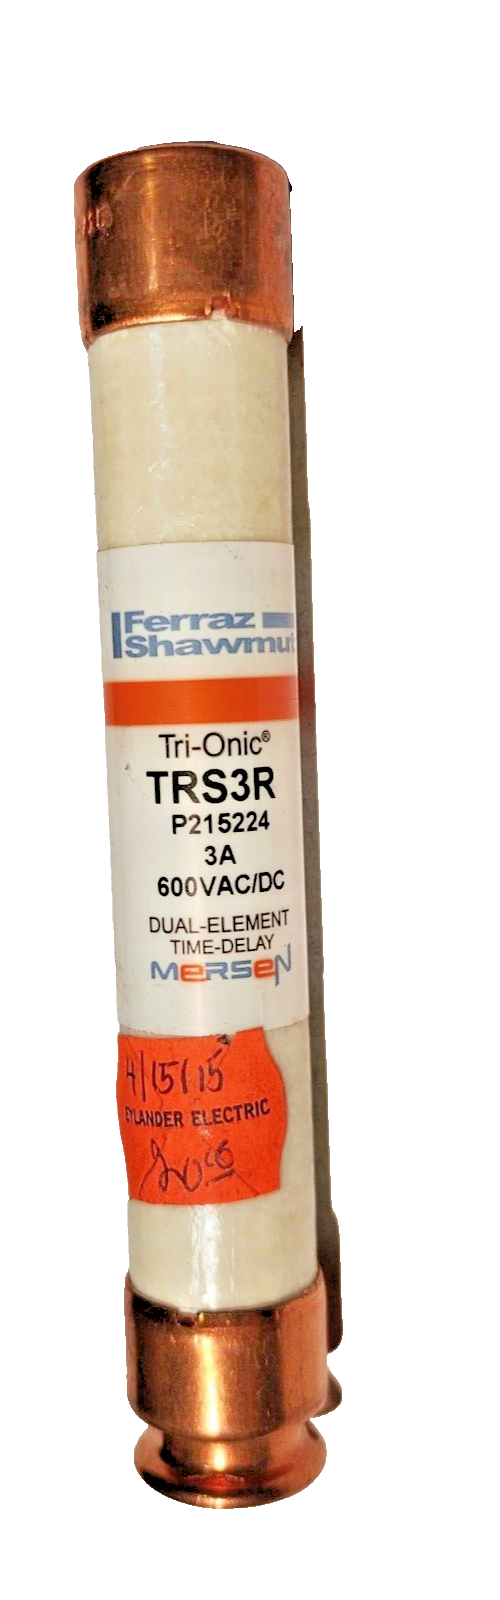 Ferraz
Shawmut
Tri-Onic®
TRS3R
P215224
3A
600VAC/DC
DUAL-ELEMENT
TIME-DELAY
MERSEN
4/15/15
EYLANDER ELECTRIC
20.00